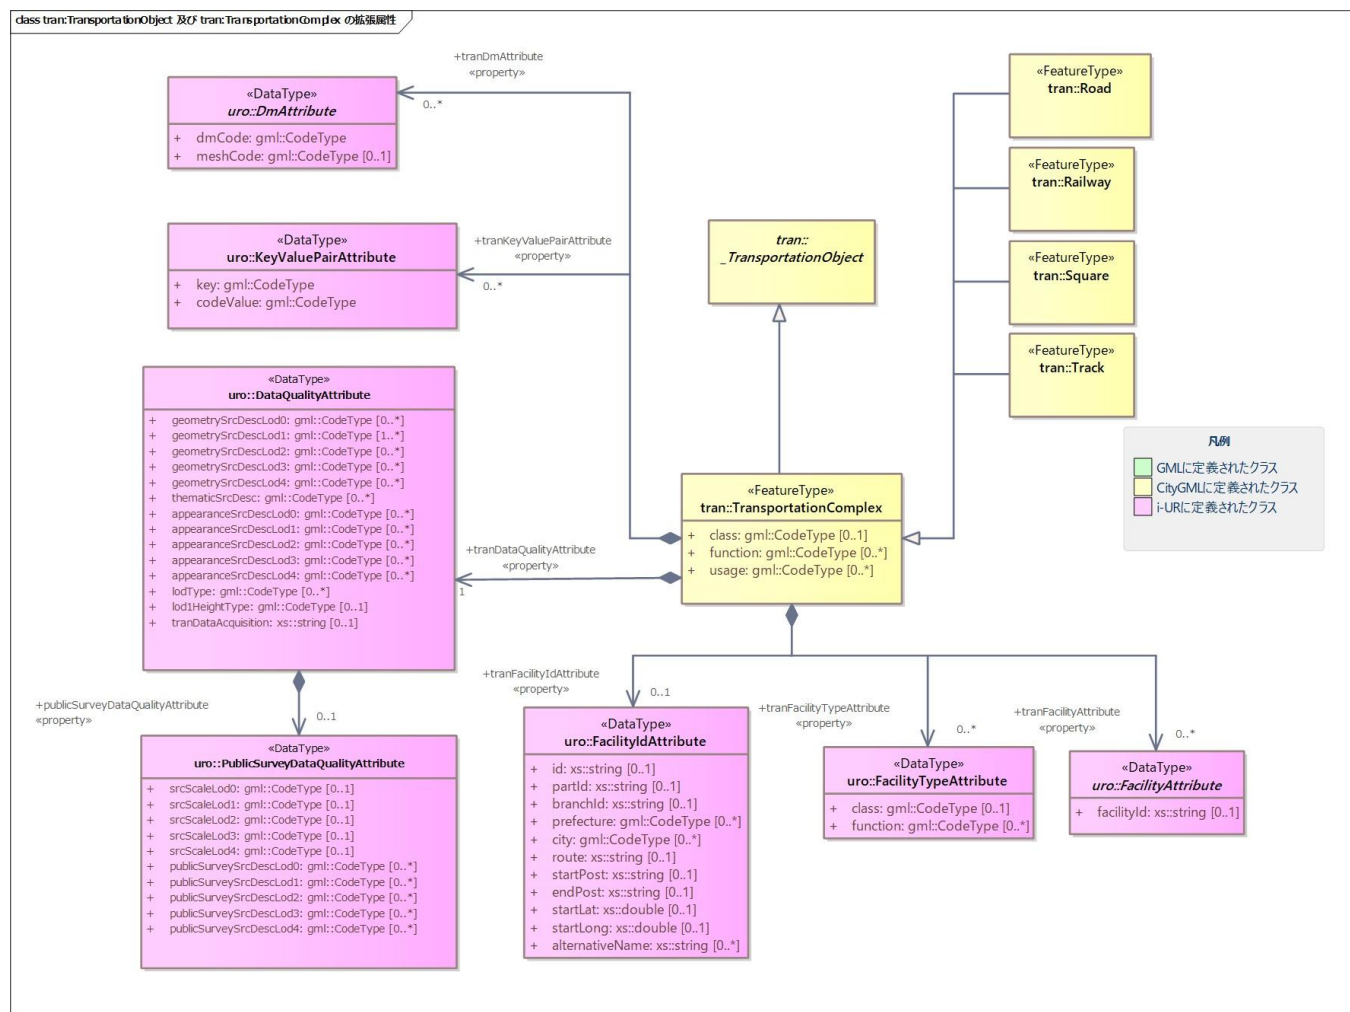 class tran:TransportationObject 及び tran:TransportationComplex の拡張属性
+tranDmAttribute
«property»
0..*
«DataType»
uro::DmAttribute
+ dmCode: gml::CodeType
+ meshCode: gml::CodeType [0..1]
«FeatureType»
tran::Road
«FeatureType»
tran::Railway
«FeatureType»
tran::Square
«FeatureType»
tran::Track
«DataType»
uro::KeyValuePairAttribute
+ key: gml::CodeType
+ codeValue: gml::CodeType
+tranKeyValuePairAttribute
«property»
0..*
tran::
_TransportationObject
«DataType»
uro::DataQualityAttribute
+ geometrySrcDescLod0: gml::CodeType [0..*]
+ geometrySrcDescLod1: gml::CodeType [1..*]
+ geometrySrcDescLod2: gml::CodeType [0..*]
+ geometrySrcDescLod3: gml::CodeType [0..*]
+ geometrySrcDescLod4: gml::CodeType [0..*]
+ thematicSrcDesc: gml::CodeType [0..*]
+ appearanceSrcDescLod0: gml::CodeType [0..*]
+ appearanceSrcDescLod1: gml::CodeType [0..*]
+ appearanceSrcDescLod2: gml::CodeType [0..*]
+ appearanceSrcDescLod3: gml::CodeType [0..*]
+ appearanceSrcDescLod4: gml::CodeType [0..*]
+ lodType: gml::CodeType [0..*]
+ lod1HeightType: gml::CodeType [0..1]
+ tranDataAcquisition: xs::string [0..1]
凡例
GMLに定義されたクラス
CityGMLに定義されたクラス
i-URに定義されたクラス
«FeatureType»
tran::TransportationComplex
+ class: gml::CodeType [0..1]
+ function: gml::CodeType [0..*]
+ usage: gml::CodeType [0..*]
+tranDataQualityAttribute
«property»
1
+publicSurveyDataQualityAttribute
«property»
0..1
«DataType»
uro::PublicSurveyDataQualityAttribute
+ srcScaleLod0: gml::CodeType [0..1]
+ srcScaleLod1: gml::CodeType [0..1]
+ srcScaleLod2: gml::CodeType [0..1]
+ srcScaleLod3: gml::CodeType [0..1]
+ srcScaleLod4: gml::CodeType [0..1]
+ publicSurveySrcDescLod0: gml::CodeType [0..*]
+ publicSurveySrcDescLod1: gml::CodeType [0..*]
+ publicSurveySrcDescLod2: gml::CodeType [0..*]
+ publicSurveySrcDescLod3: gml::CodeType [0..*]
+ publicSurveySrcDescLod4: gml::CodeType [0..*]
+tranFacilityIdAttribute
«property»
0..1
«DataType»
uro::FacilityIdAttribute
+ id: xs::string [0..1]
+ partId: xs::string [0..1]
+ branchId: xs::string [0..1]
+ prefecture: gml::CodeType [0..*]
+ city: gml::CodeType [0..*]
+ route: xs::string [0..1]
+ startPost: xs::string [0..1]
+ endPost: xs::string [0..1]
+ startLat: xs::double [0..1]
+ startLong: xs::double [0..1]
+ alternativeName: xs::string [0..*]
+tranFacilityTypeAttribute
«property»
0..*
«DataType»
uro::FacilityTypeAttribute
+ class: gml::CodeType [0..1]
+ function: gml::CodeType [0..*]
+tranFacilityAttribute
«property»
0..*
«DataType»
uro::FacilityAttribute
+ facilityId: xs::string [0..1]